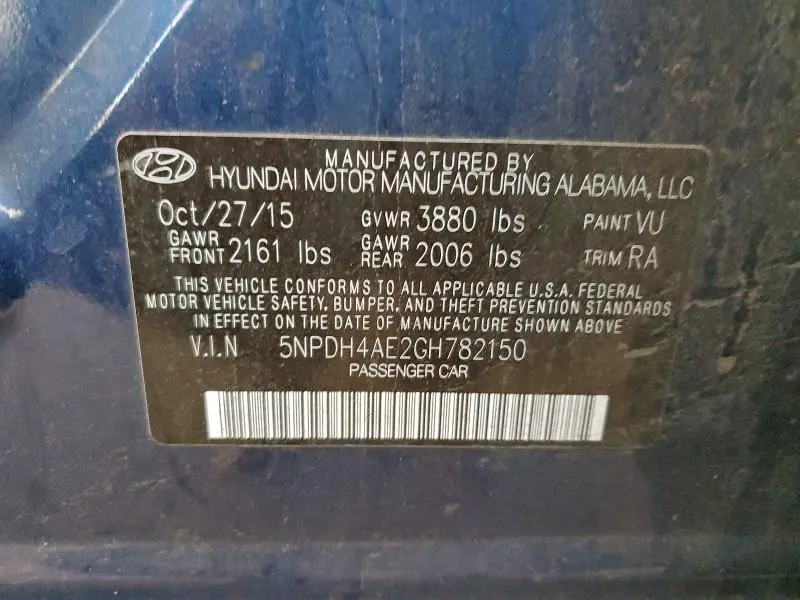 MANUFACTURED BY
HYUNDAI MOTOR MANUFACTURING ALABAMA, LLC
Oct/27/15 GVWR 3880 lbs PAINT VU
GAWR FRONT 2161 lbs GAWR REAR 2006 lbs TRIM RA
THIS VEHICLE CONFORMS TO ALL APPLICABLE U.S.A. FEDERAL
MOTOR VEHICLE SAFETY, BUMPER, AND THEFT PREVENTION STANDARDS
IN EFFECT ON THE DATE OF MANUFACTURE SHOWN ABOVE
V.I.N 5NPDH4AE2GH782150
PASSENGER CAR